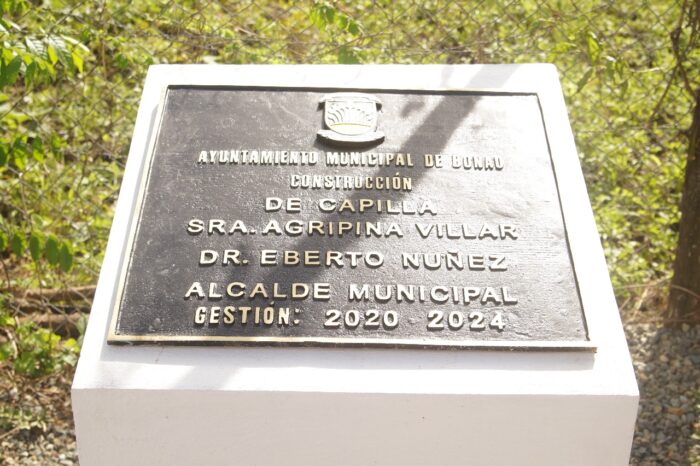 AYUNTAMIENTO MUNICIPAL DE BONAO
CONSTRUCCIÓN
DE CAPILLA
SRA. AGRIPINA VILLAR
DR. EBERTO NUÑEZ
ALCALDE MUNICIPAL
GESTIÓN: 2020 2024